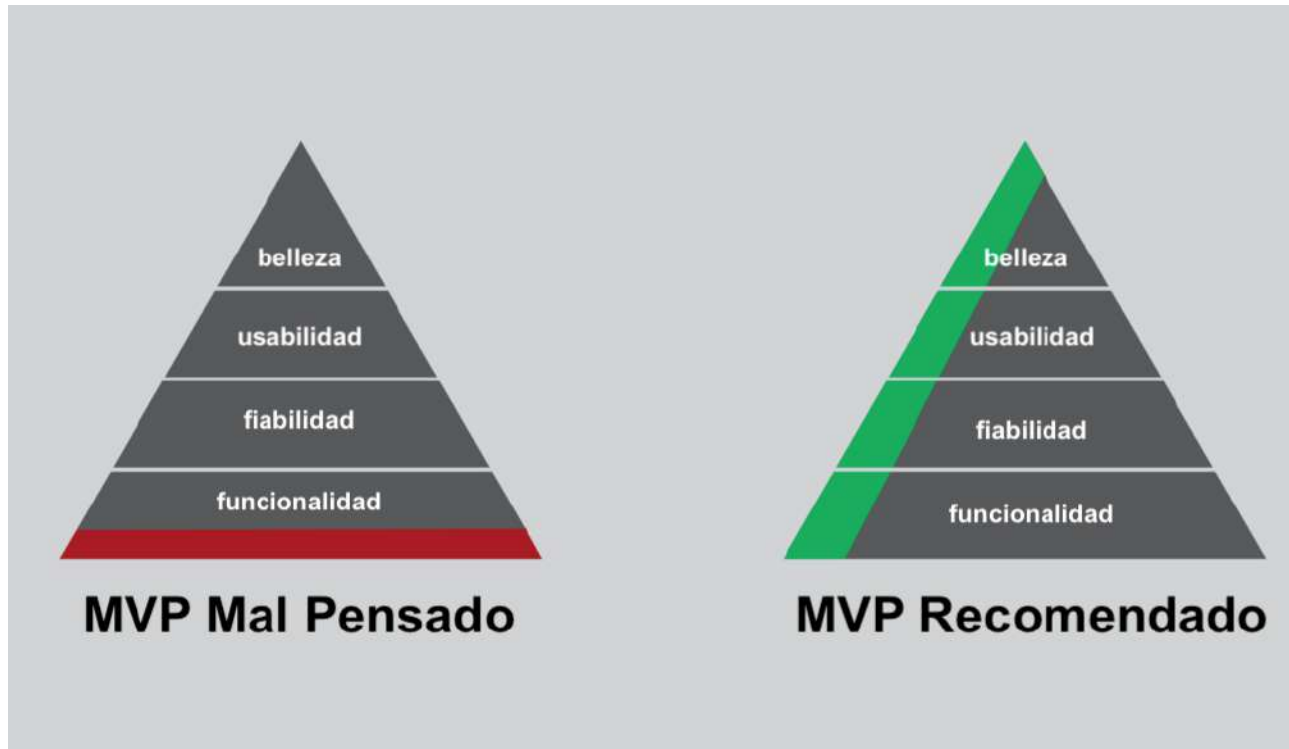 belleza
usabilidad
fiabilidad
funcionalidad
MVP Mal Pensado
belleza
usabilidad
fiabilidad
funcionalidad
MVP Recomendado